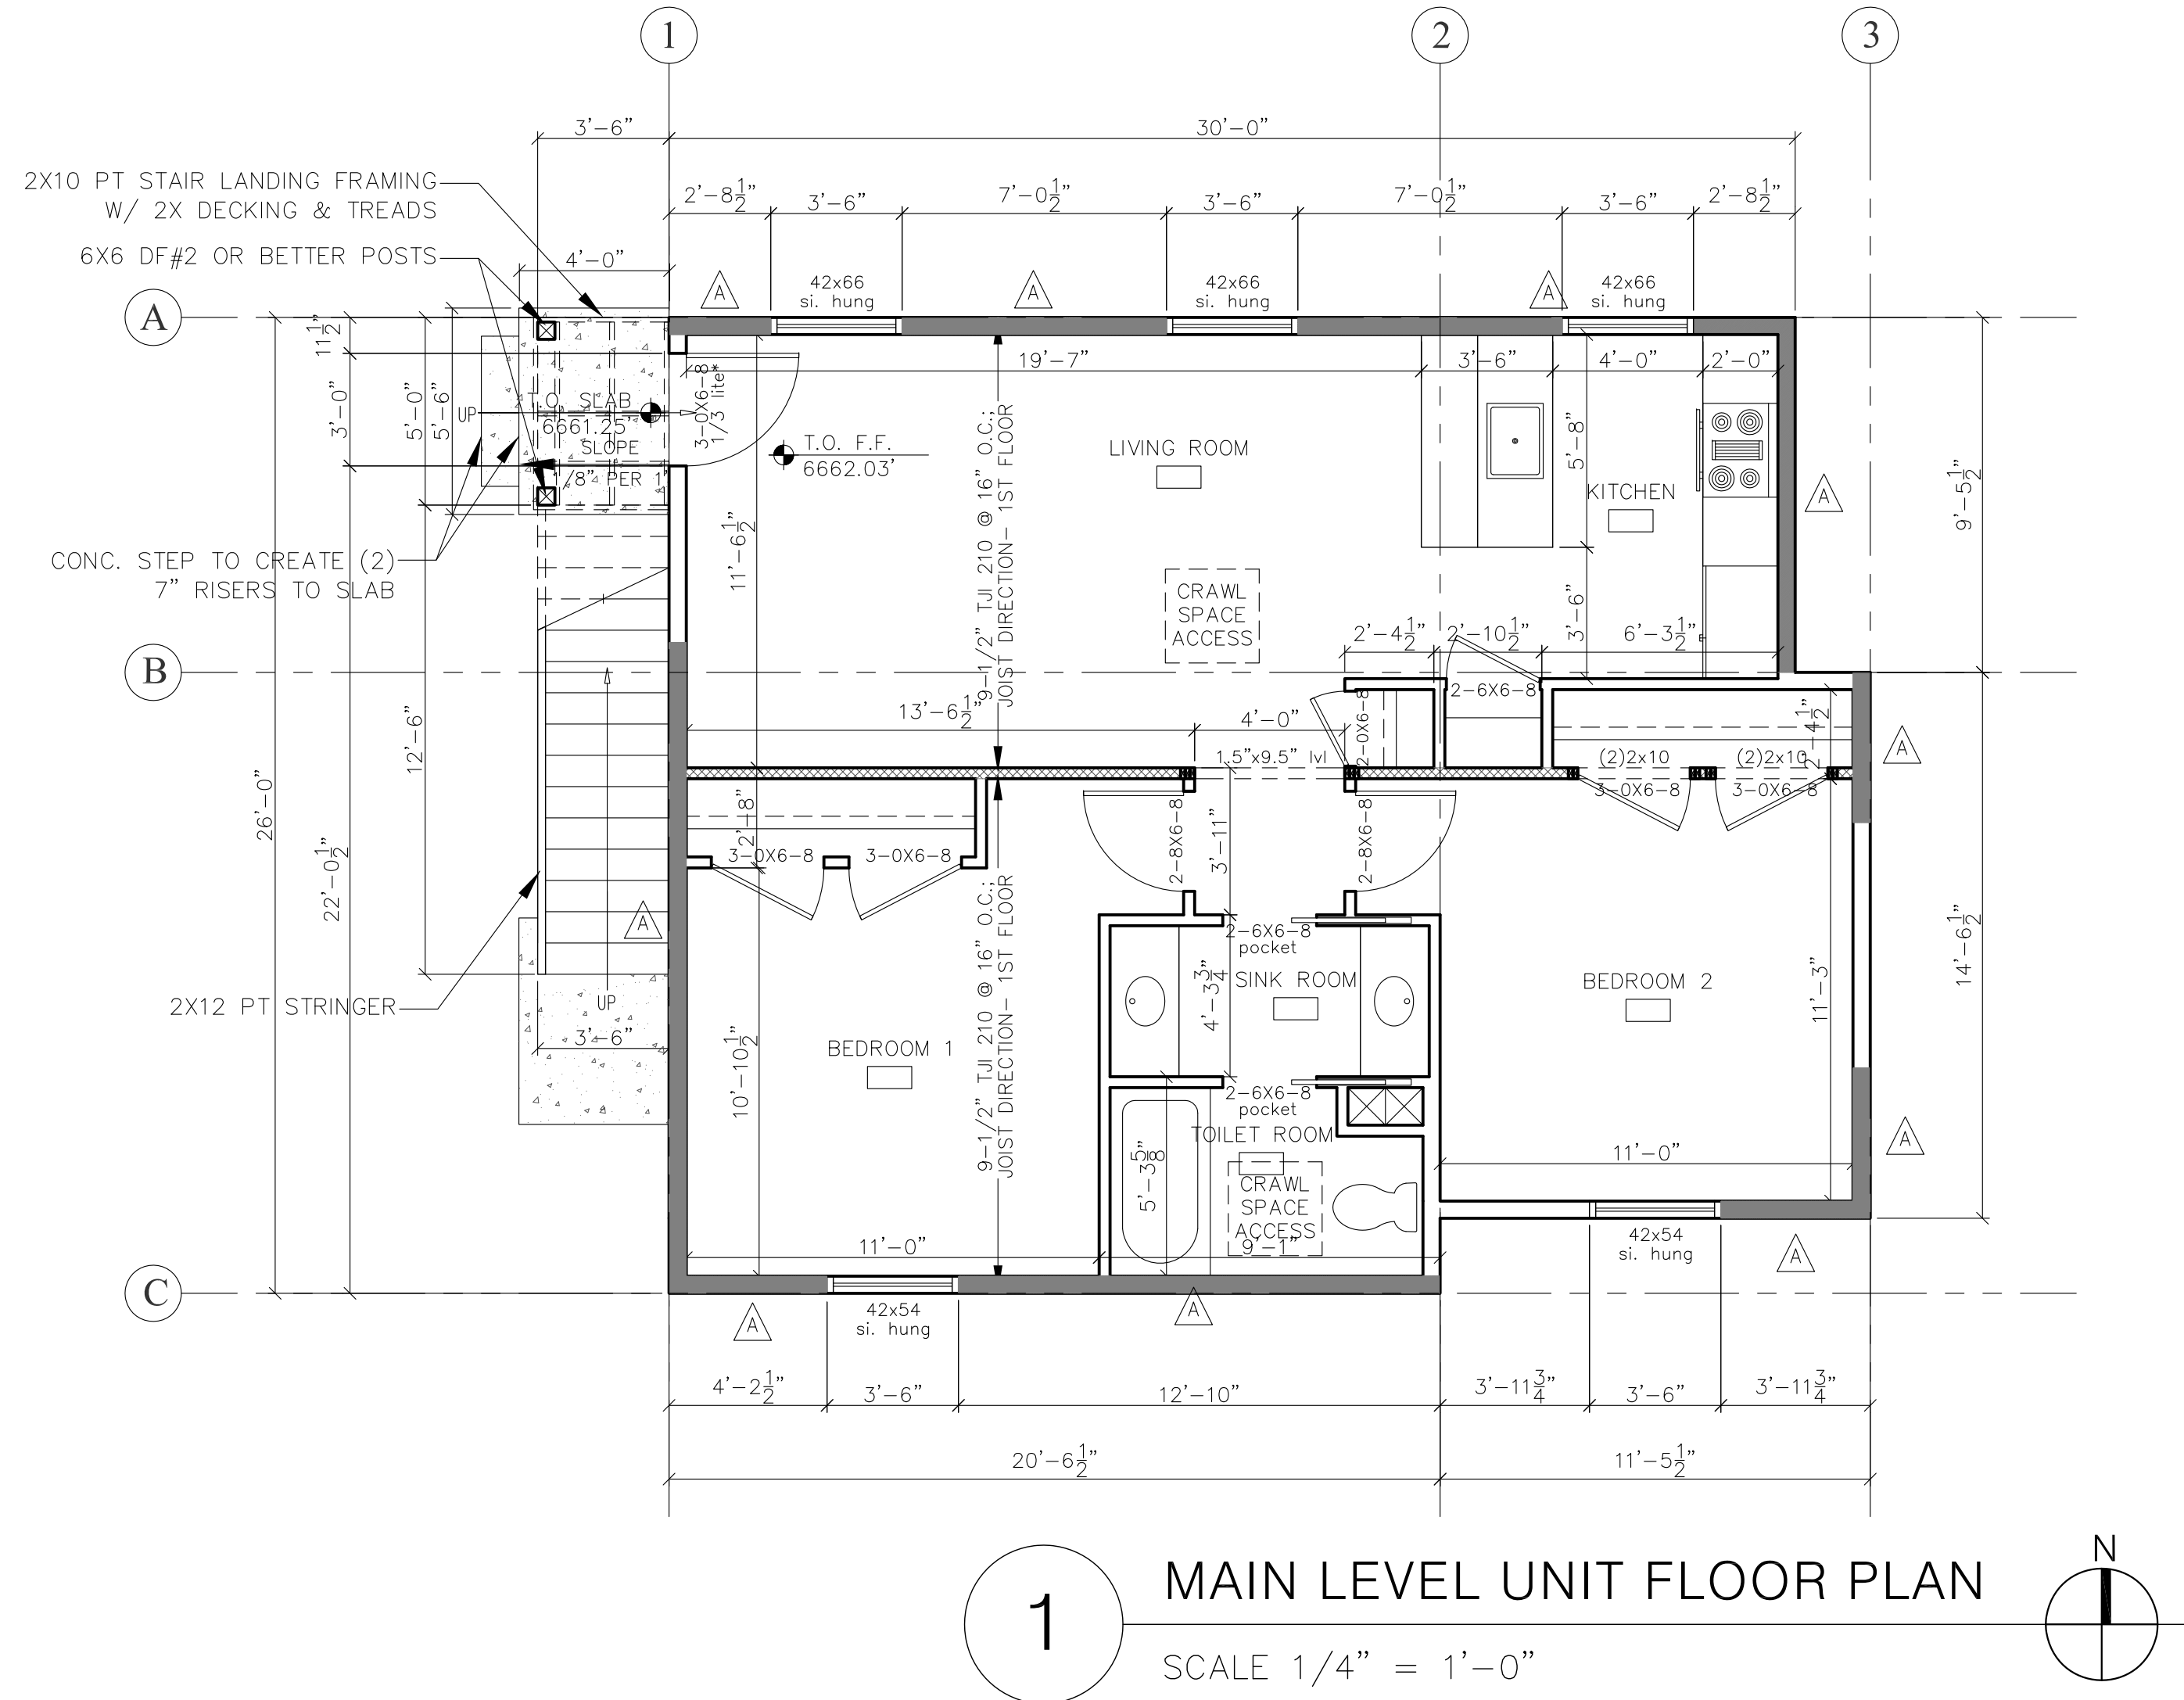 1
2
3
3'-6"
30'-0"
2X10 PT STAIR LANDING FRAMING
W/ 2X DECKING & TREADS
2'-8 1/2"
3'-6"
7'-0 1/2"
3'-6"
7'-0 1/2"
3'-6"
2'-8 1/2"
6X6 DF#2 OR BETTER POSTS
4'-0"
A
A
A
42x66
si. hung
42x66
si. hung
42x66
si. hung
A
11 1/2"
3'-0"
5'-0"
5'-6"
UP
T.O. SLAB
6661.25'
SLOPE
/8" PER 1'
3-0X6-8
1/3 lite*
19'-7"
3'-6"
4'-0"
2'-0"
T.O. F.F.
6662.03'
LIVING ROOM
5'-8"
KITCHEN
A
9'-5 1/2"
11'-6 1/2"
9-1/2" TJI 210 @ 16" O.C.;
JOIST DIRECTION- 1ST FLOOR
CONC. STEP TO CREATE (2)
7" RISERS TO SLAB
CRAWL
SPACE
ACCESS
3'-6"
2'-4 1/2"
2'-10 1/2"
6'-3 1/2"
B
2-6X6-8
2-0X6-8
13'-6 1/2"
4'-0"
2'-4 1/2"
12'-6"
1.5"x9.5" lvl
(2)2x10
(2)2x10
3-0X6-8
3-0X6-8
A
26'-0"
22'-0 1/2"
2'-8"
3-0X6-8
3-0X6-8
2-8X6-8
3'-11"
2-8X6-8
A
9-1/2" TJI 210 @ 16" O.C.;
JOIST DIRECTION- 1ST FLOOR
2-6X6-8
pocket
4'-3 3/4"
SINK ROOM
BEDROOM 2
11'-3"
14'-6 1/2"
2X12 PT STRINGER
UP
3'-6"
BEDROOM 1
10'-10 1/2"
2-6X6-8
pocket
TOILET ROOM
5'-3 5/8"
CRAWL
SPACE
ACCESS
11'-0"
A
11'-0"
9'-1"
42x54
si. hung
A
C
A
42x54
si. hung
A
4'-2 1/2"
3'-6"
12'-10"
3'-11 3/4"
3'-6"
3'-11 3/4"
20'-6 1/2"
11'-5 1/2"
1
MAIN LEVEL UNIT FLOOR PLAN
SCALE 1/4" = 1'-0"
N